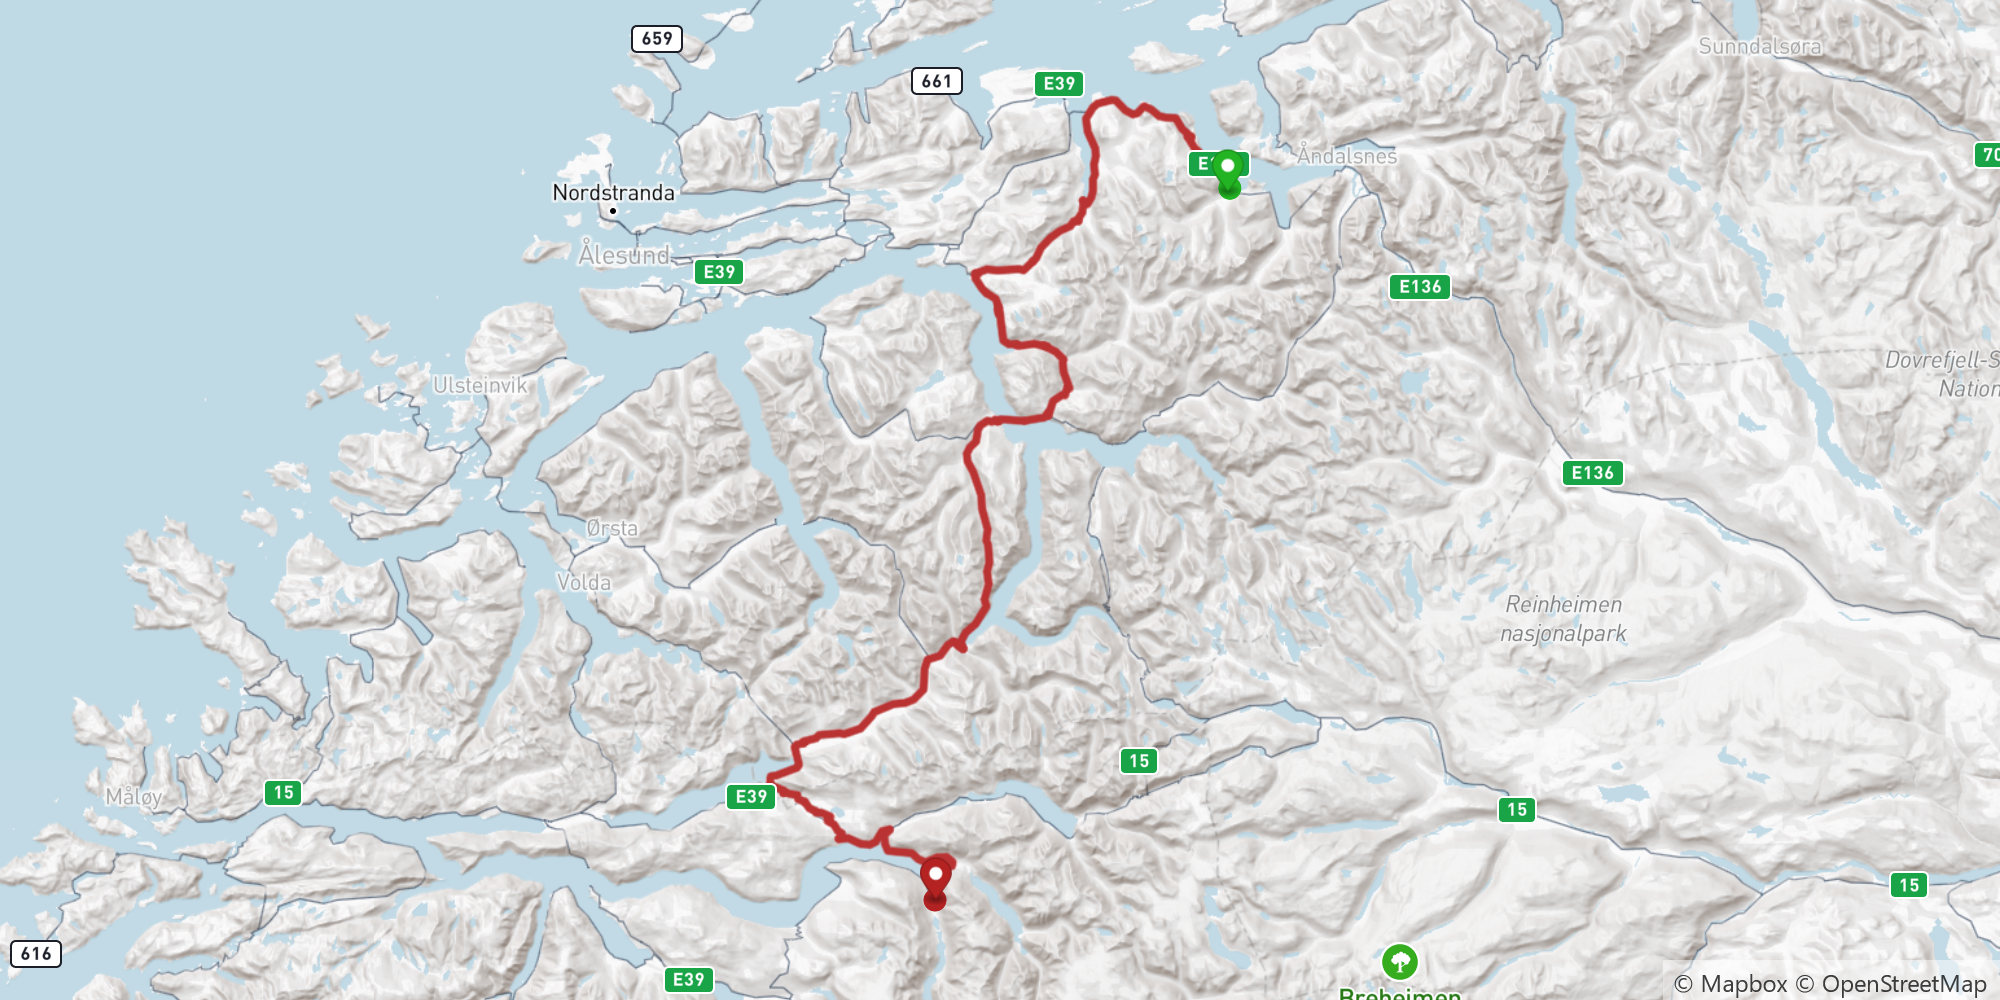 659
Sunndalsøra
661
E39
70
Åndalsnes
Nordstranda
Ålesund
E39
E136
Dovrefjell-S
Nation
Ulsteinvik
E136
Ørsta
Volda
Reinheimen
nasjonalpark
15
Måløy
15
E39
15
15
616
E39
Breheimen
© Mapbox © OpenStreetMap